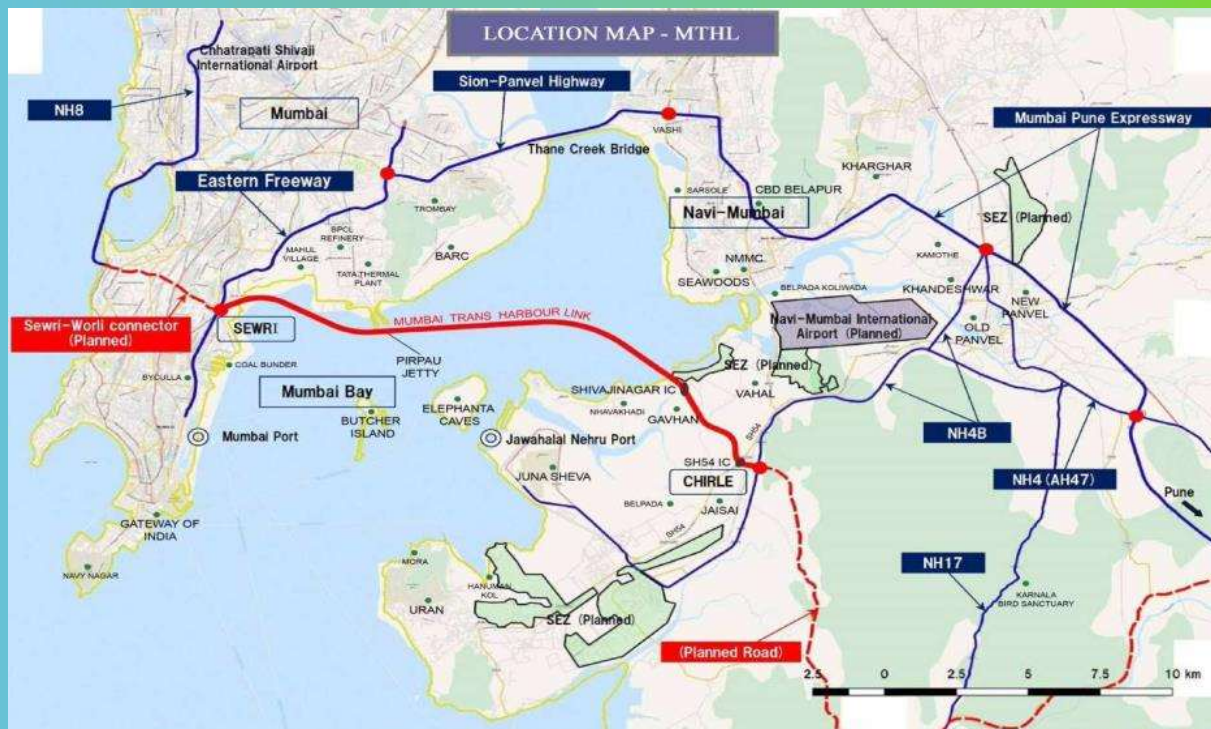 LOCATION MAP - MTHL
Chhatrapati Shivaji
International Airport
Sion-Panvel Highway
NH8
Mumbai
Mumbai Pune Expressway
VASHI
Thane Creek Bridge
KHARGHAR
Eastern Freeway
SARSOLE
CBD BELAPUR
TROMBAY
Navi-Mumbai
SEZ (Planned)
BPCL
REFINERY
MAHUL
VILLAGE
BARC
KAMOTHE
NMMC.
TATA THERMAL
PLANT
SEAWOODS
KHANDESHWAR
BELPADA KOLIWADA
NEW
PANVEL
Navi-Mumbai International
Airport (Planned)
MUMBAI TRANS HARBOUR LINK
OLD
PANVEL
Sewri-Worli connector
(Planned)
SEWRI
PIRPAU
JETTY
COAL BUNDER
SEZ (Planned)
BYCULLA
Mumbai Bay
SHIVAJINAGAR IC
VAHAL
ELEPHANTA
CAVES
NHAVAKHADI
GAVHAN
BUTCHER
ISLAND
SH54
NH4B
Mumbai Port
Jawahalal Nehru Port
SH54 IC
JUNA SHEVA
CHIRLE
NH4 (AH47)
Pune
BELPADA
JAISAI
GATEWAY OF
INDIA
SH54
MORA
NH17
NAVY NAGAR
HANUMAN
KOL
KARNALA
BIRD SANCTUARY
URAN
SEZ (Planned)
(Planned Road)
2.5 0 2.5 5 7.5 10 km